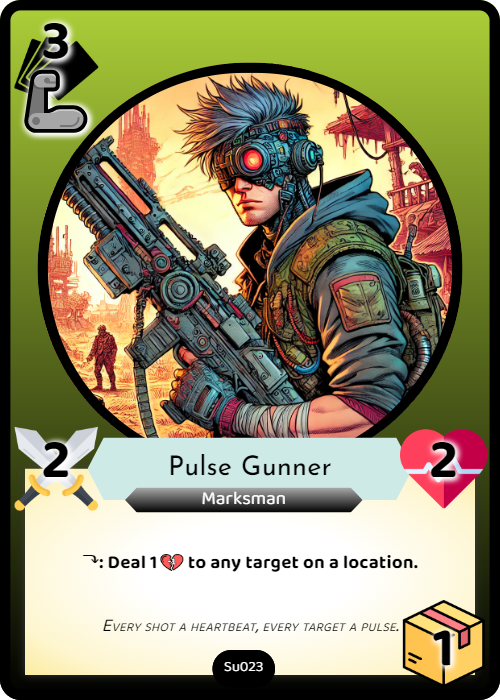 3
2
Pulse Gunner
2
Marksman
: Deal 1 to any target on a location.
Every shot a heartbeat, every target a pulse.
1
Su023